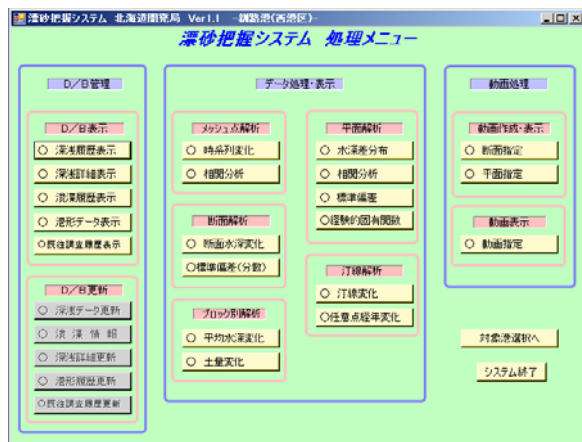 漂砂把握システム 北海道開発局 Ver1.1 -釧路港(西港区)-
漂砂把握システム 処理メニュー
D/B管理
D/B表示
○ 深浅履歴表示
○ 深浅詳細表示
○ 浚渫履歴表示
○ 港形データ表示
○既往調査履歴表示
D/B更新
○ 深浅データ更新
○ 浚 渫 情 報
○ 深浅詳細更新
○ 港形履歴更新
○既往調査履歴更新
データ処理・表示
メッシュ点解析
○ 時系列変化
○ 相関分析
断面解析
○ 断面水深変化
○標準偏差(分散)
ブロック別解析
○ 平均水深変化
○ 土量変化
平面解析
○ 水深差分布
○ 相関分析
○ 標準偏差
○経験的固有関数
汀線解析
○ 汀線変化
○任意点経年変化
動画処理
動画作成・表示
○ 断面指定
○ 平面指定
動画表示
○ 動画指定
対象港選択へ
システム終了